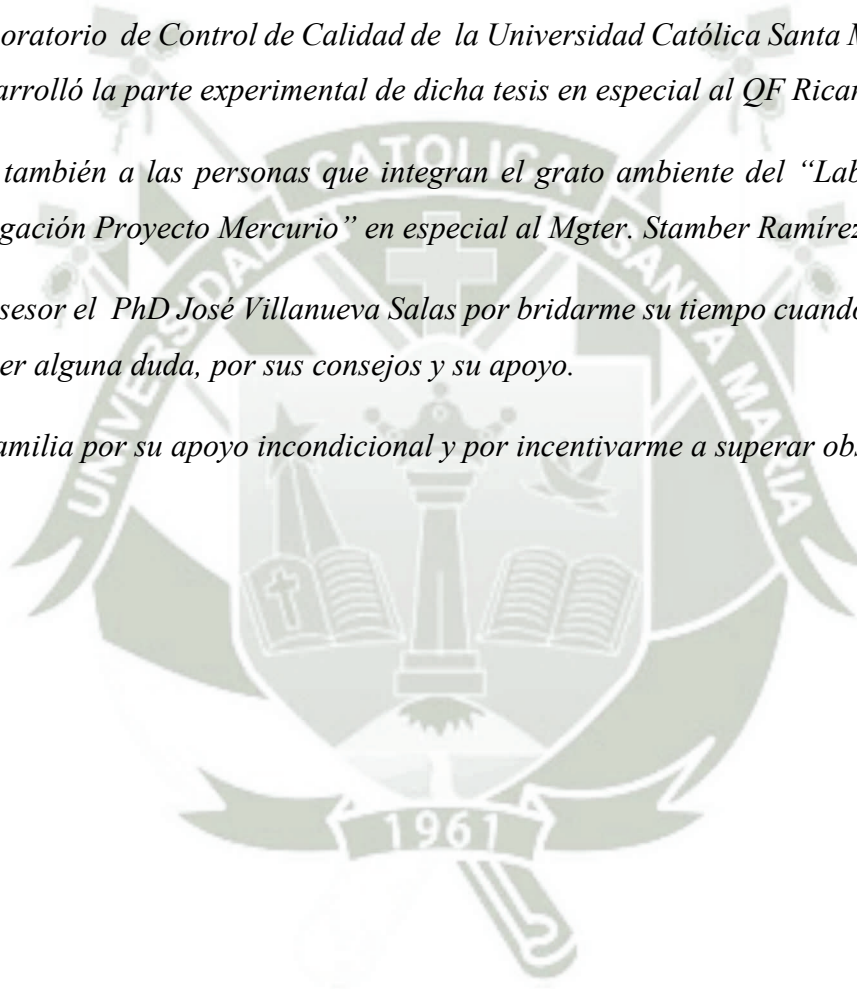 oratorio de Control de Calidad de la Universidad Católica Santa M
arrolló la parte experimental de dicha tesis en especial al QF Ricar
también a las personas que integran el grato ambiente del “Lab
gación Proyecto Mercurio” en especial al Mgter. Stamber Ramírez
sesor el PhD José Villanueva Salas por bridarme su tiempo cuando
er alguna duda, por sus consejos y su apoyo.
amilia por su apoyo incondicional y por incentivarme a superar obs
UNIVERSIDAD CATOLICA SANTA MARIA
1961